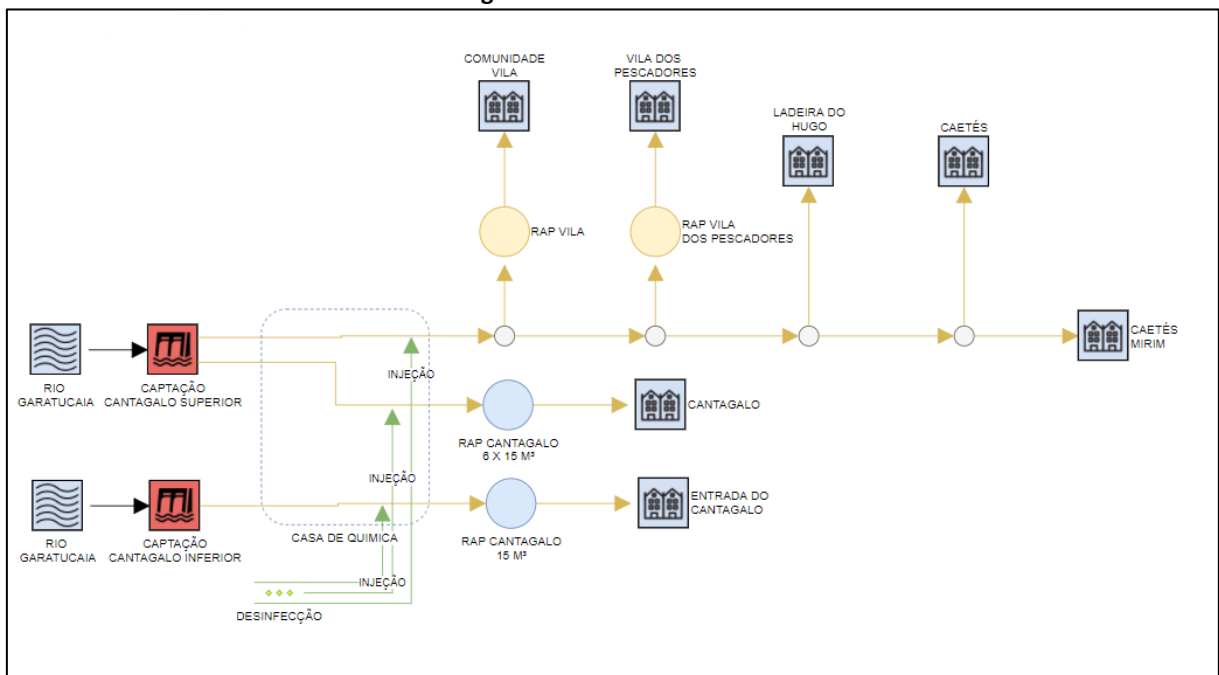 COMUNIDADE
VILA
VILA DOS
PESCADORES
LADEIRA DO
HUGO
CAETÉS
RAP VILA
RAP VILA
DOS PESCADORES
CAETÉS
MIRIM
RIO
GARATUCAIA
CAPTAÇÃO
CANTAGALO SUPERIOR
INJEÇÃO
CANTAGALO
RAP CANTAGALO
6 X 15 M³
INJEÇÃO
ENTRADA DO
CANTAGALO
RIO
GARATUCAIA
CAPTAÇÃO
CANTAGALO INFERIOR
CASA DE QUIMICA
RAP CANTAGALO
15 M³
INJEÇÃO
DESINFECÇÃO